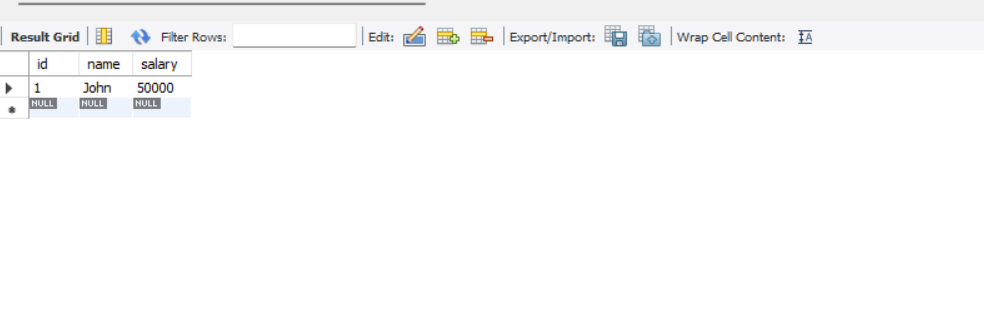 Result Grid Filter Rows: Edit: Export/Import: Wrap Cell Content: IA
id name salary
1 John 50000
NULL NULL NULL